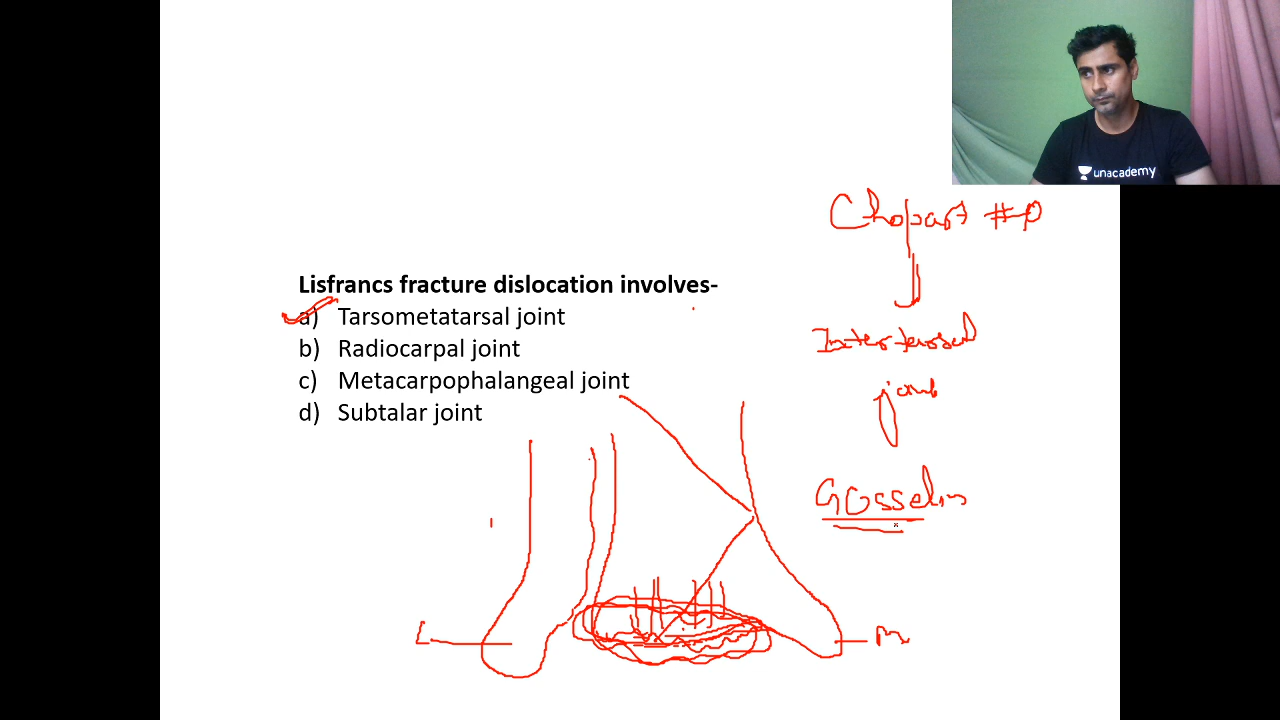 unacademy
Chopart #D
Lisfrancs fracture dislocation involves-
a) Tarsometatarsal joint
b) Radiocarpal joint
c) Metacarpophalangeal joint
d) Subtalar joint
Intertarsal
joint
Gosselin
L
M